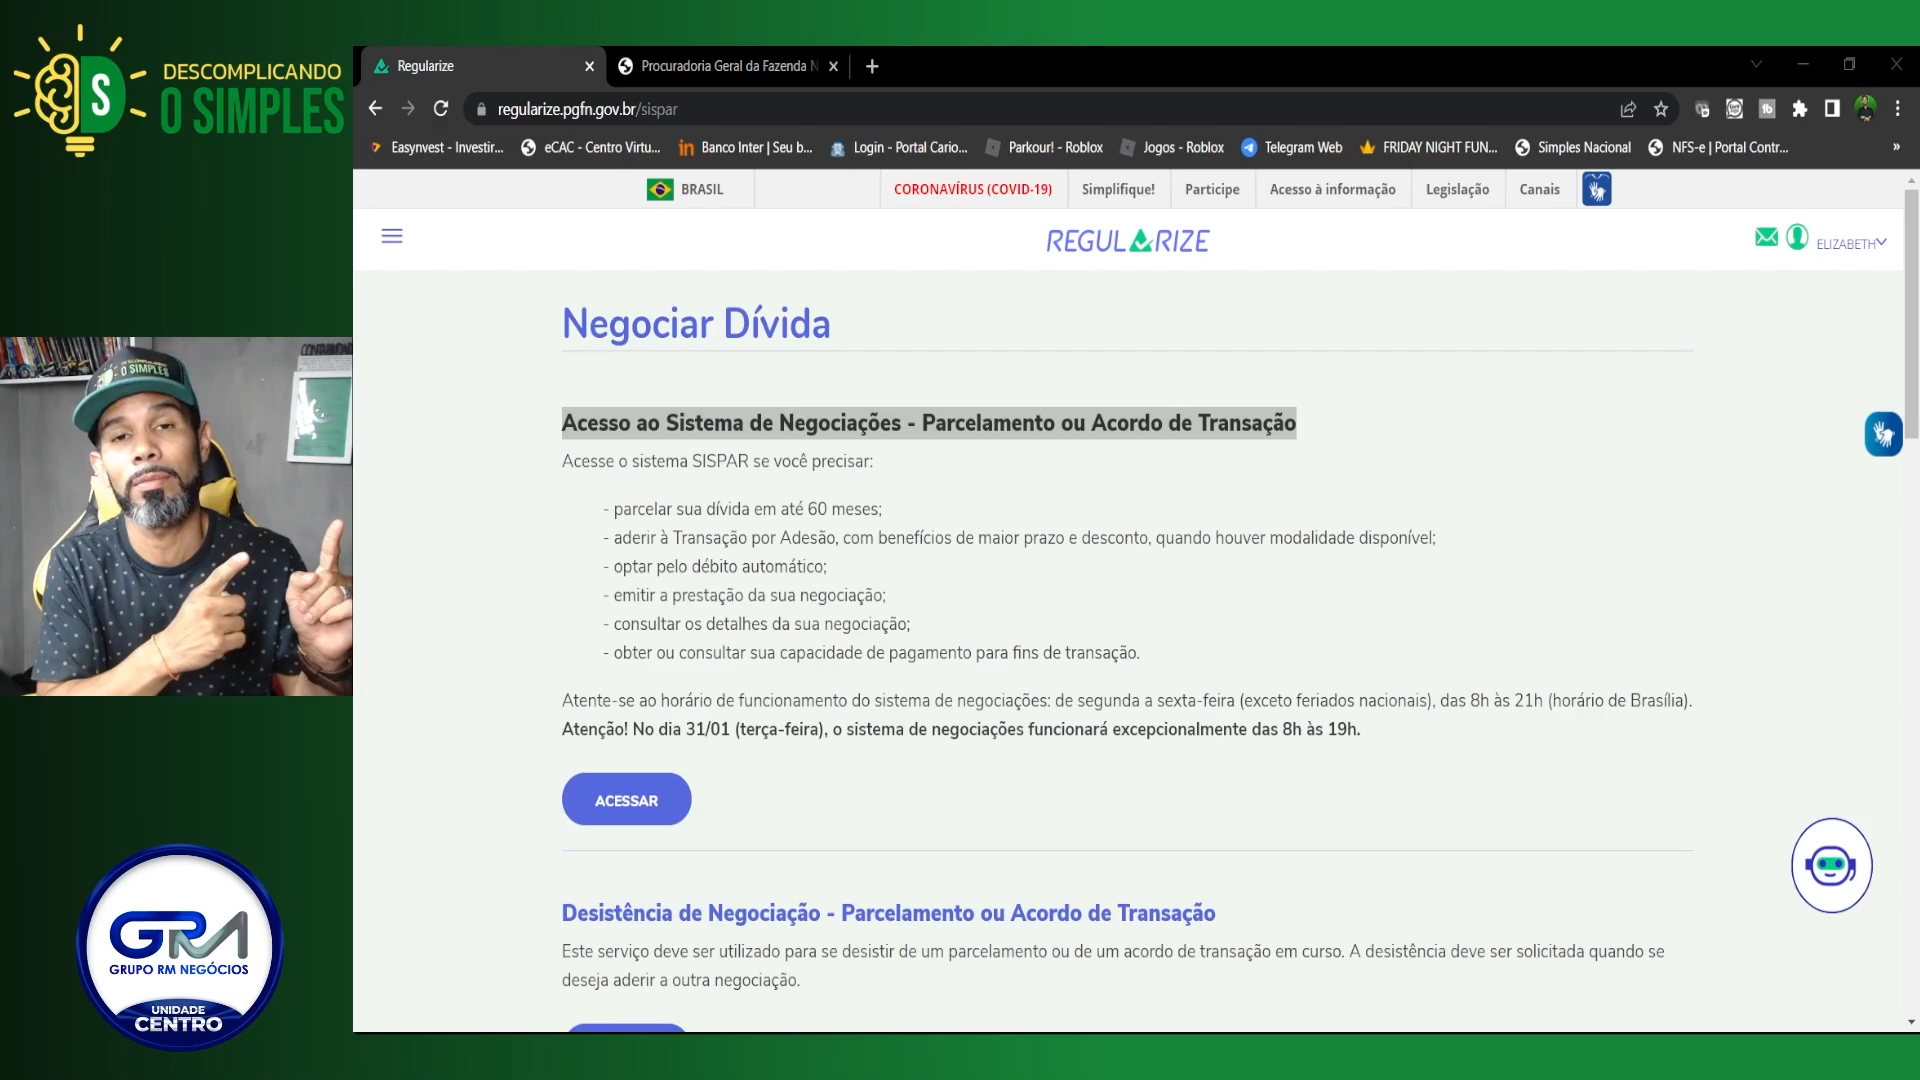 DESCOMPLICANDO
O SIMPLES
Regularize
Procuradoria Geral da Fazenda N
regularize.pgfn.gov.br/sispar
Easynvest - Investir...
eCAC - Centro Virtu...
Banco Inter | Seu b...
Login - Portal Cario...
Parkour! - Roblox
Jogos - Roblox
Telegram Web
FRIDAY NIGHT FUN...
Simples Nacional
NFS-e | Portal Contr...
»
BRASIL
CORONAVÍRUS (COVID-19)
Simplifique!
Participe
Acesso à informação
Legislação
Canais
REGULARIZE
ELIZABETH
Negociar Dívida
Acesso ao Sistema de Negociações - Parcelamento ou Acordo de Transação
Acesse o sistema SISPAR se você precisar:
- parcelar sua dívida em até 60 meses;
- aderir à Transação por Adesão, com benefícios de maior prazo e desconto, quando houver modalidade disponível;
- optar pelo débito automático;
- emitir a prestação da sua negociação;
- consultar os detalhes da sua negociação;
- obter ou consultar sua capacidade de pagamento para fins de transação.
Atente-se ao horário de funcionamento do sistema de negociações: de segunda a sexta-feira (exceto feriados nacionais), das 8h às 21h (horário de Brasília).
Atenção! No dia 31/01 (terça-feira), o sistema de negociações funcionará excepcionalmente das 8h às 19h.
ACESSAR
Desistência de Negociação - Parcelamento ou Acordo de Transação
Este serviço deve ser utilizado para se desistir de um parcelamento ou de um acordo de transação em curso. A desistência deve ser solicitada quando se
deseja aderir a outra negociação.
O SIMPLES
GRM
GRUPO RM NEGÓCIOS
UNIDADE
CENTRO